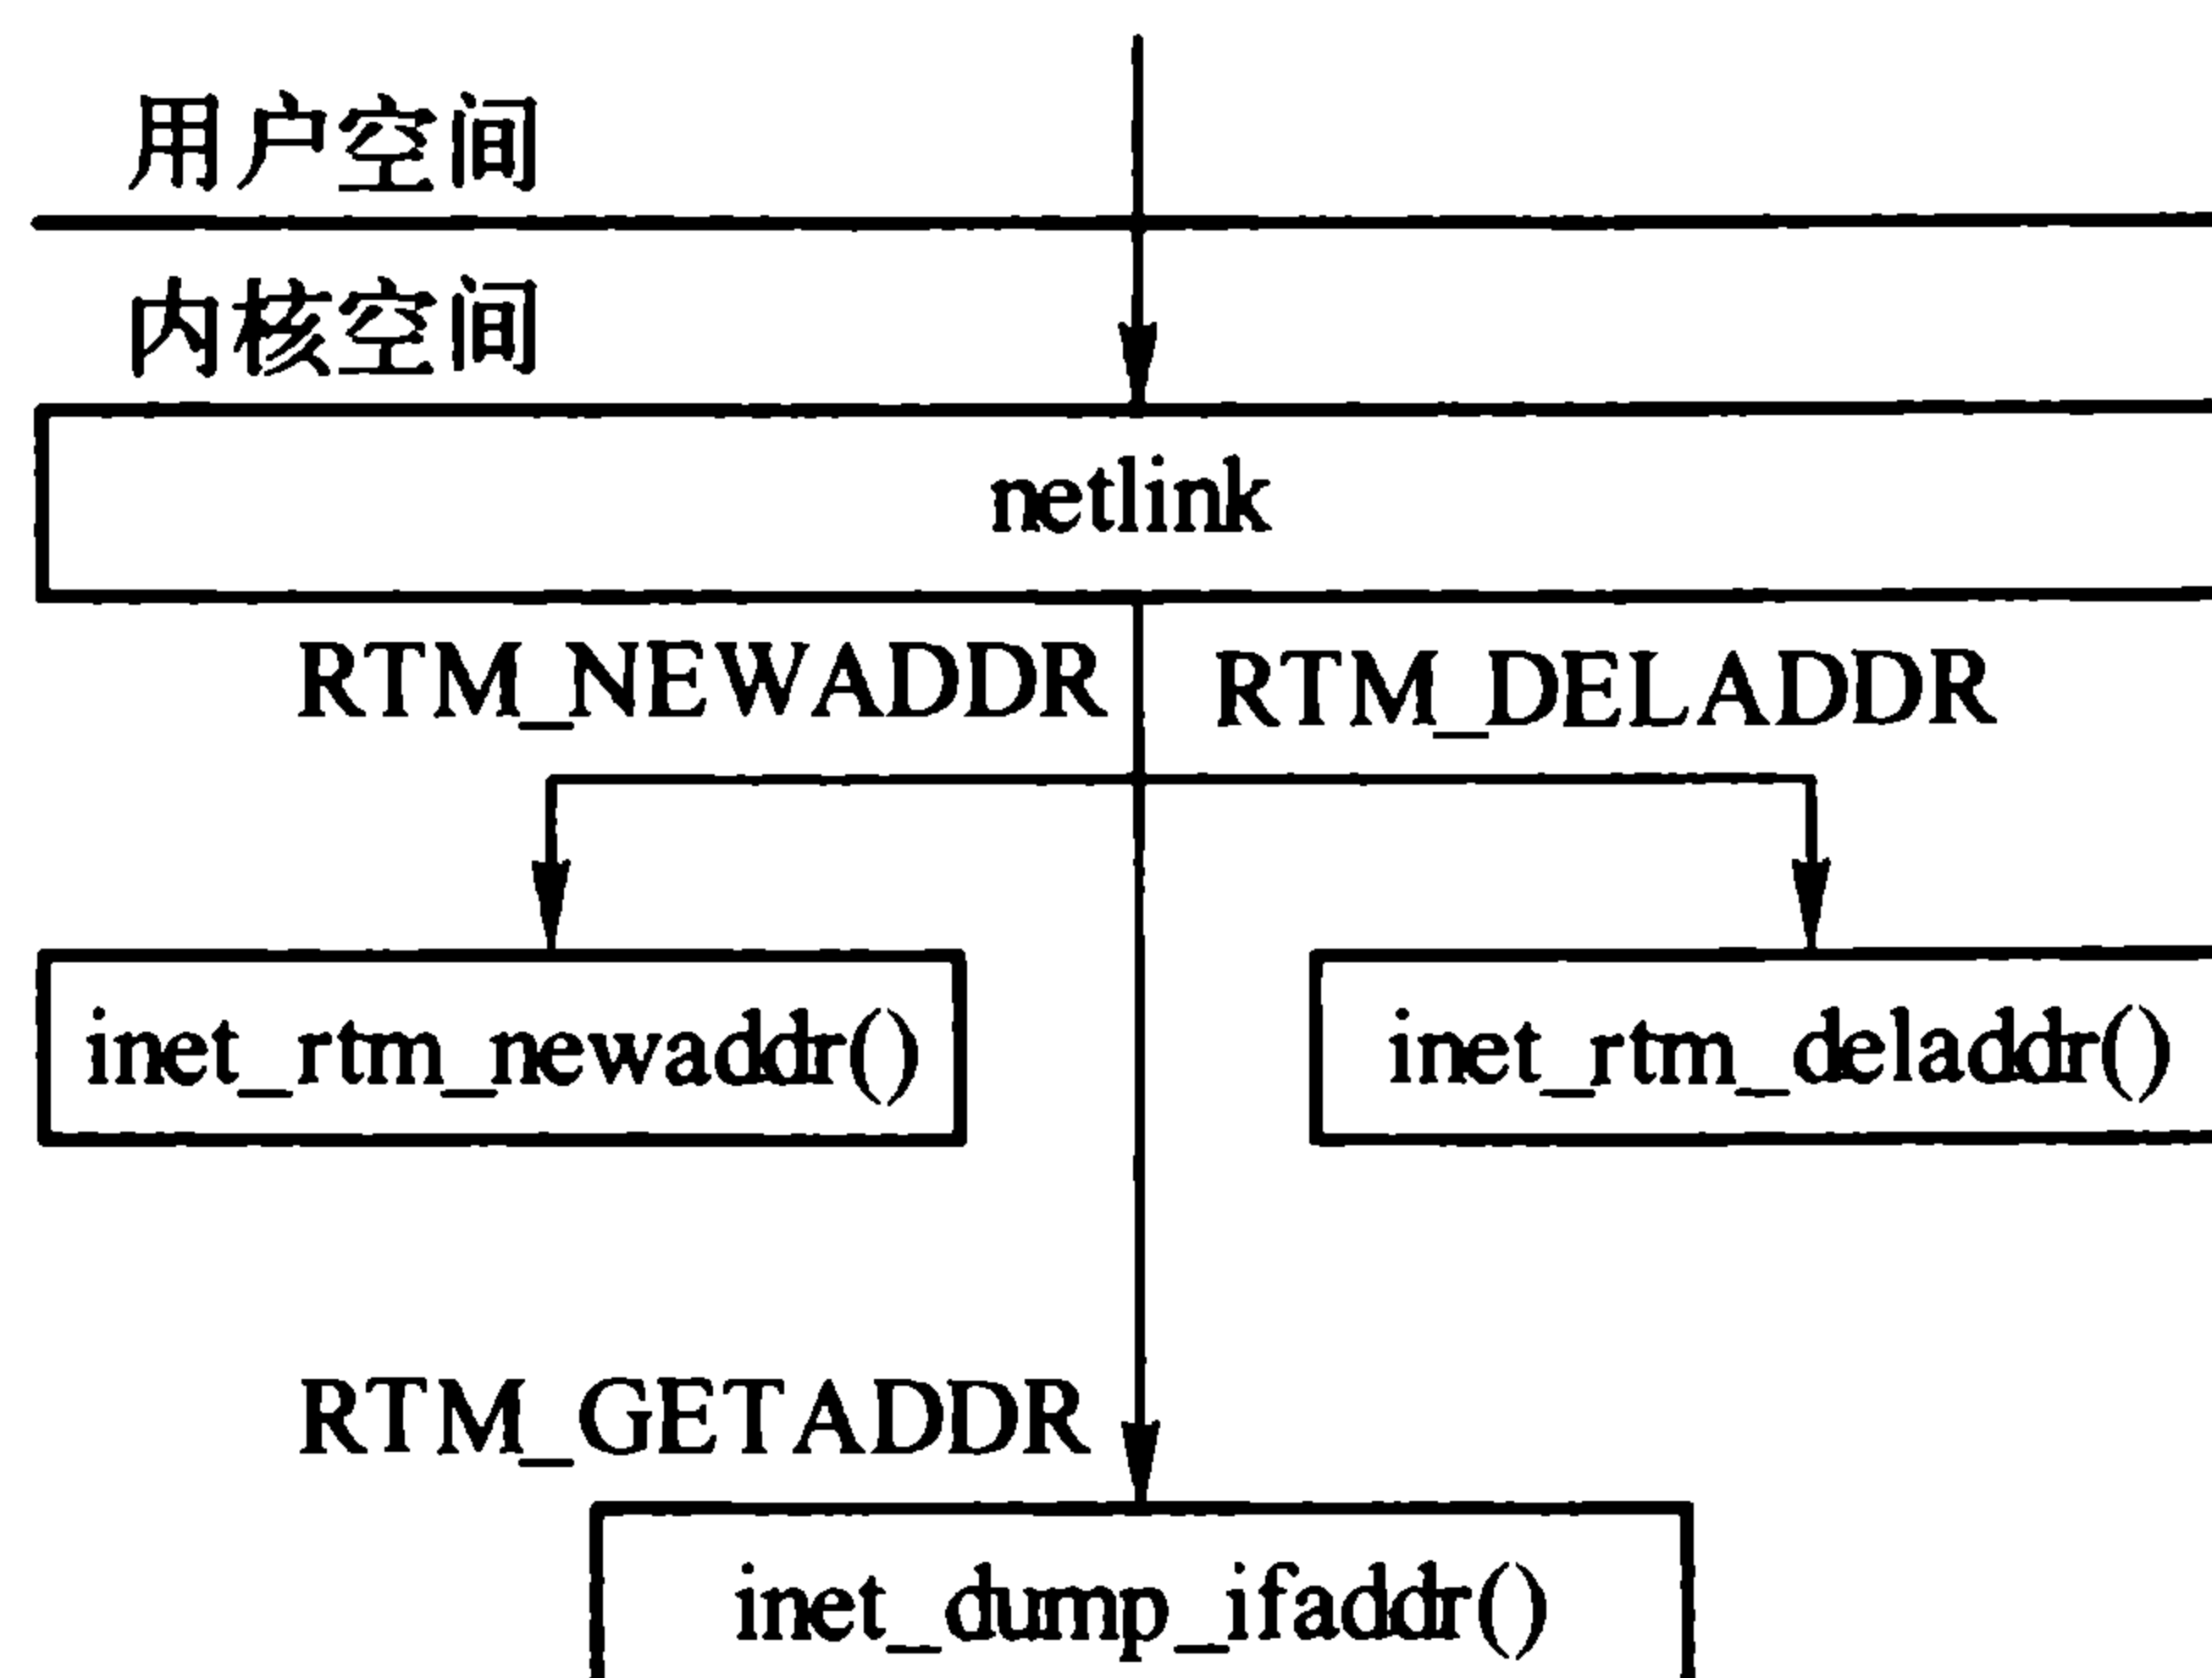 用户空间
内核空间
netlink
RTM_NEWADDR
RTM_DELADDR
inet_rtm_newaddr()
inet_rtm_deladdr()
RTM_GETADDR
inet_dump_ifaddr()